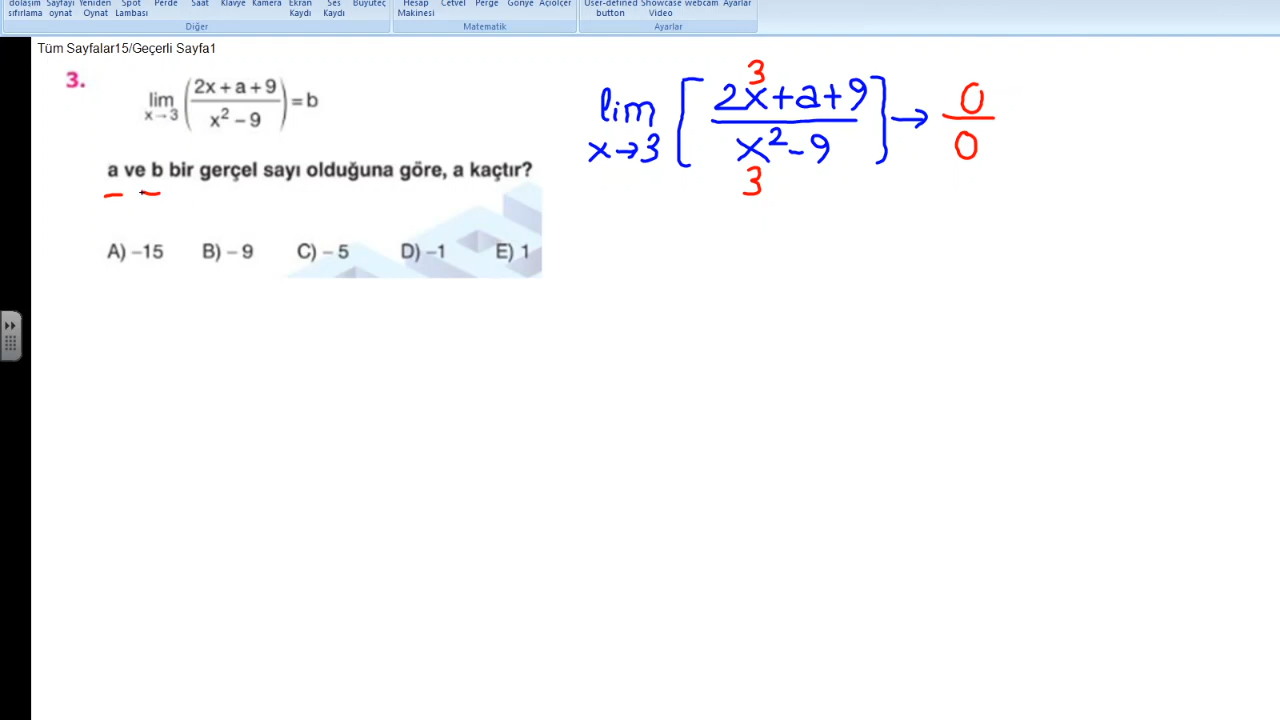 dolaşım Sayfayı Yeniden Spot Perde Saat Klavye Kamera Ekran Ses Büyüteç Hesap Cetvel Perge Gönye Açıölçer User-defined Showcase webcam Ayarlar
sıfırlama oynat Oynat Lambası Kaydı Kaydı Makinesi button Video
Diğer Matematik Ayarlar
Tüm Sayfalar15/Geçerli Sayfa1
3.
lim x→3 ( 2x + a + 9 / x² – 9 ) = b
a ve b bir gerçel sayı olduğuna göre, a kaçtır?
A) –15 B) – 9 C) – 5 D) –1 E) 1
3
lim x→3 [ 2x+a+9 / x²-9 ] → 0/0
3